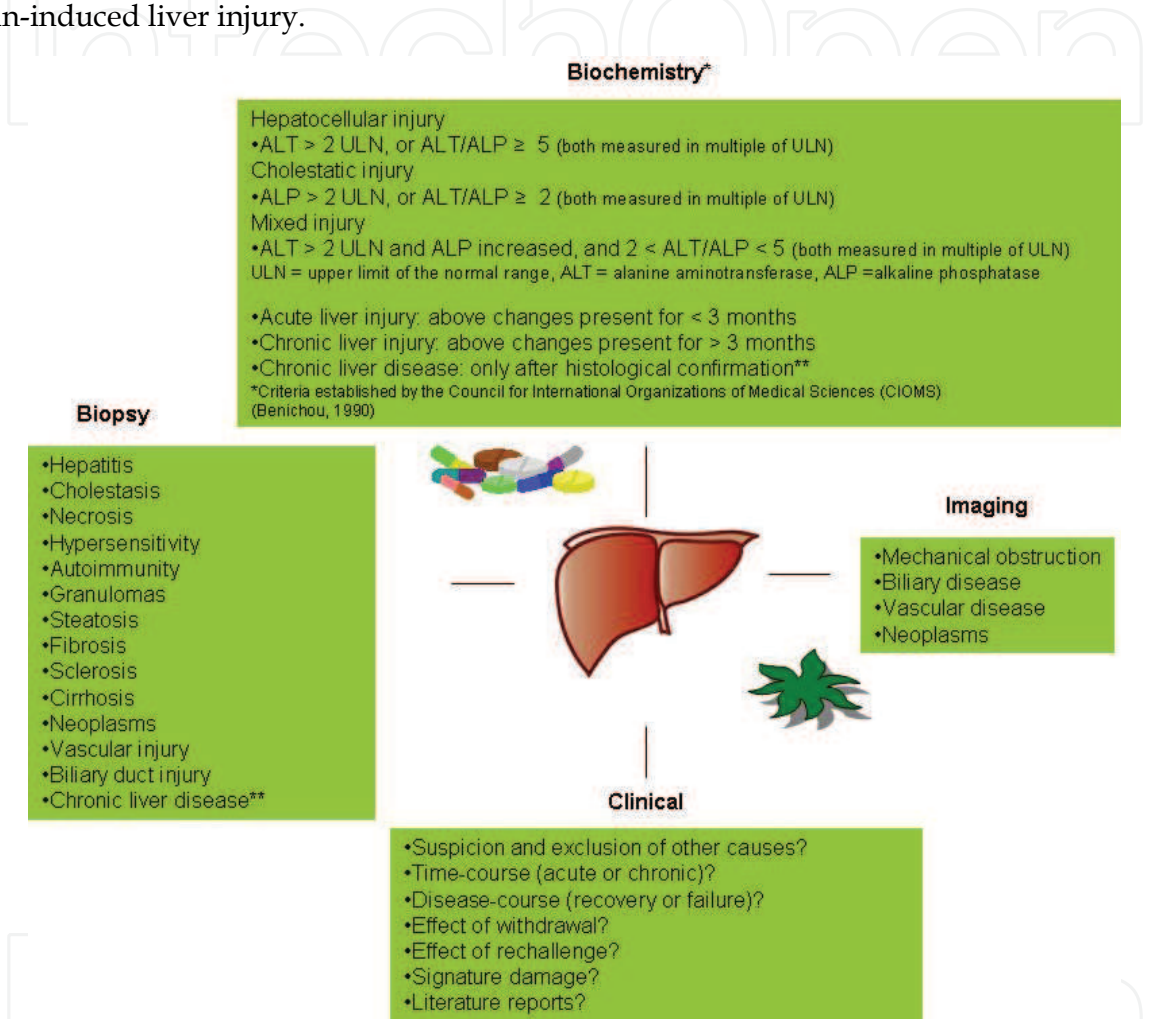 n-induced liver injury.
IntechOpen
Biochemistry*
Hepatocellular injury
•ALT > 2 ULN, or ALT/ALP ≥ 5 (both measured in multiple of ULN)
Cholestatic injury
•ALP > 2 ULN, or ALT/ALP ≥ 2 (both measured in multiple of ULN)
Mixed injury
•ALT > 2 ULN and ALP increased, and 2 < ALT/ALP < 5 (both measured in multiple of ULN)
ULN = upper limit of the normal range, ALT = alanine aminotransferase, ALP =alkaline phosphatase
•Acute liver injury: above changes present for < 3 months
•Chronic liver injury: above changes present for > 3 months
•Chronic liver disease: only after histological confirmation**
*Criteria established by the Council for International Organizations of Medical Sciences (CIOMS)
(Benichou, 1990)
Biopsy
•Hepatitis
•Cholestasis
•Necrosis
•Hypersensitivity
•Autoimmunity
•Granulomas
•Steatosis
•Fibrosis
•Sclerosis
•Cirrhosis
•Neoplasms
•Vascular injury
•Biliary duct injury
•Chronic liver disease**
Imaging
•Mechanical obstruction
•Biliary disease
•Vascular disease
•Neoplasms
Clinical
•Suspicion and exclusion of other causes?
•Time-course (acute or chronic)?
•Disease-course (recovery or failure)?
•Effect of withdrawal?
•Effect of rechallenge?
•Signature damage?
•Literature reports?